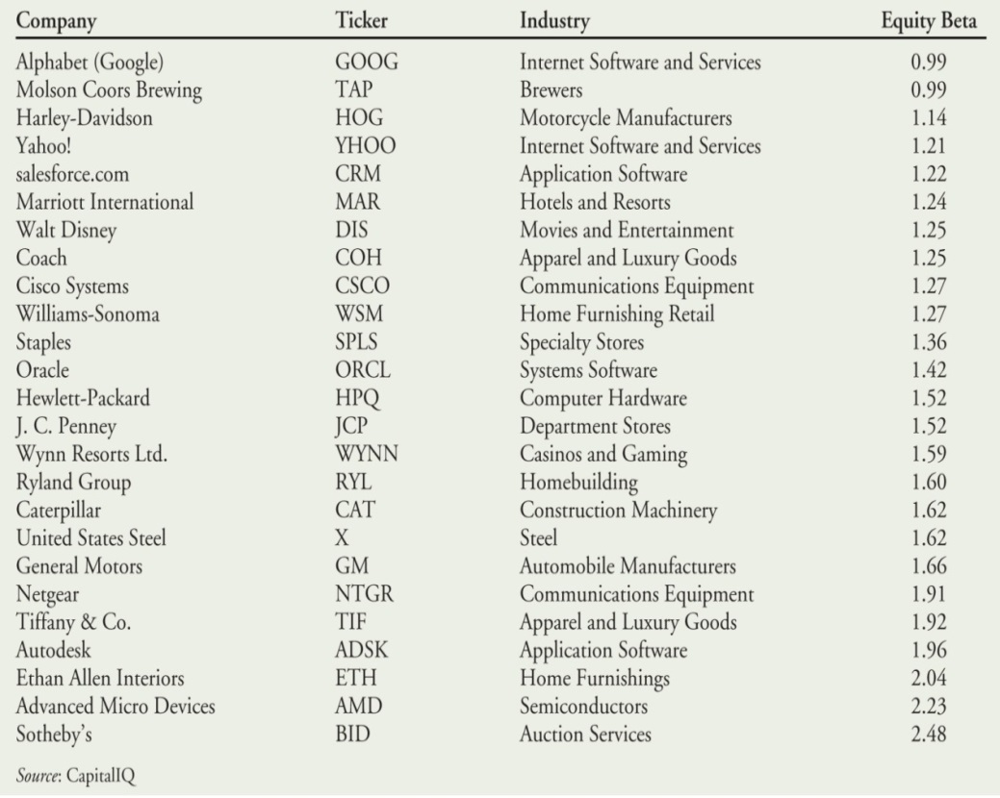 Company Ticker Industry Equity Beta
Alphabet (Google) GOOG Internet Software and Services 0.99
Molson Coors Brewing TAP Brewers 0.99
Harley-Davidson HOG Motorcycle Manufacturers 1.14
Yahoo! YHOO Internet Software and Services 1.21
salesforce.com CRM Application Software 1.22
Marriott International MAR Hotels and Resorts 1.24
Walt Disney DIS Movies and Entertainment 1.25
Coach COH Apparel and Luxury Goods 1.25
Cisco Systems CSCO Communications Equipment 1.27
Williams-Sonoma WSM Home Furnishing Retail 1.27
Staples SPLS Specialty Stores 1.36
Oracle ORCL Systems Software 1.42
Hewlett-Packard HPQ Computer Hardware 1.52
J. C. Penney JCP Department Stores 1.52
Wynn Resorts Ltd. WYNN Casinos and Gaming 1.59
Ryland Group RYL Homebuilding 1.60
Caterpillar CAT Construction Machinery 1.62
United States Steel X Steel 1.62
General Motors GM Automobile Manufacturers 1.66
Netgear NTGR Communications Equipment 1.91
Tiffany & Co. TIF Apparel and Luxury Goods 1.92
Autodesk ADSK Application Software 1.96
Ethan Allen Interiors ETH Home Furnishings 2.04
Advanced Micro Devices AMD Semiconductors 2.23
Sotheby's BID Auction Services 2.48
Source: CapitalIQ